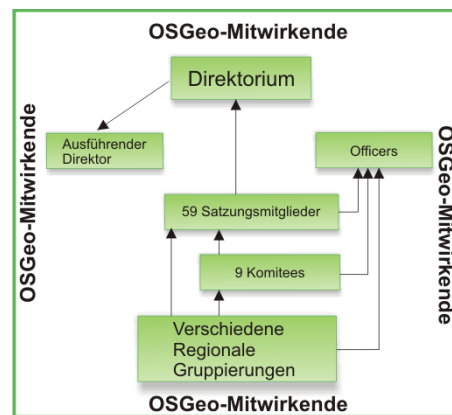 OSGeo-Mitwirkende
Direktorium
OSGeo-Mitwirkende
Ausführender
Direktor
Officers
OSGeo-Mitwirkende
59 Satzungsmitglieder
9 Komitees
Verschiedene
Regionale
Gruppierungen
OSGeo-Mitwirkende